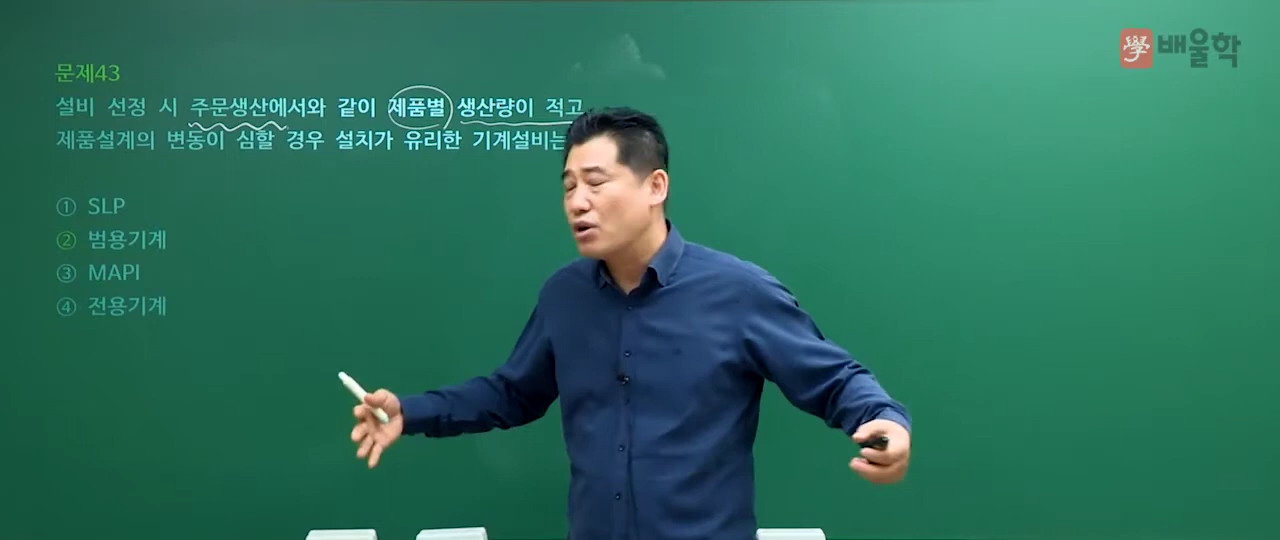 學 배울학
문제43
설비 선정 시 주문생산에서와 같이 제품별 생산량이 적고
제품설계의 변동이 심할 경우 설치가 유리한 기계설비는
① SLP
② 범용기계
③ MAPI
④ 전용기계